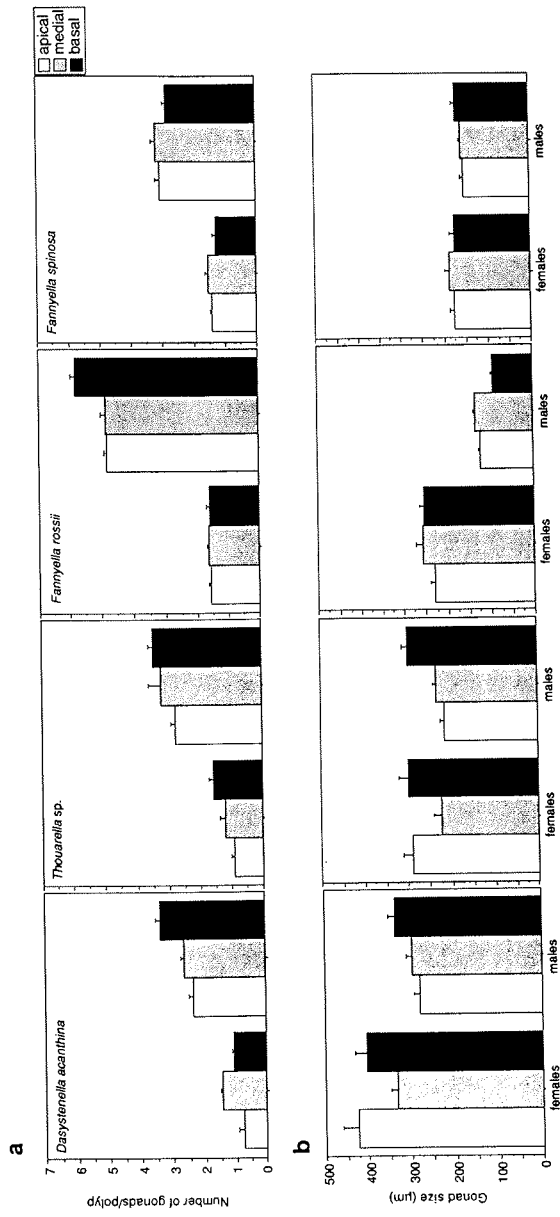 apical
medial
basal
a
Dasystenella acanthina
Thouarella sp.
Fannyella rossii
Fannyella spinosa
Number of gonads/polyp
7
6
5
4
3
2
1
0
b
Gonad size (µm)
500
400
300
200
100
0
females
males
females
males
females
males
females
males